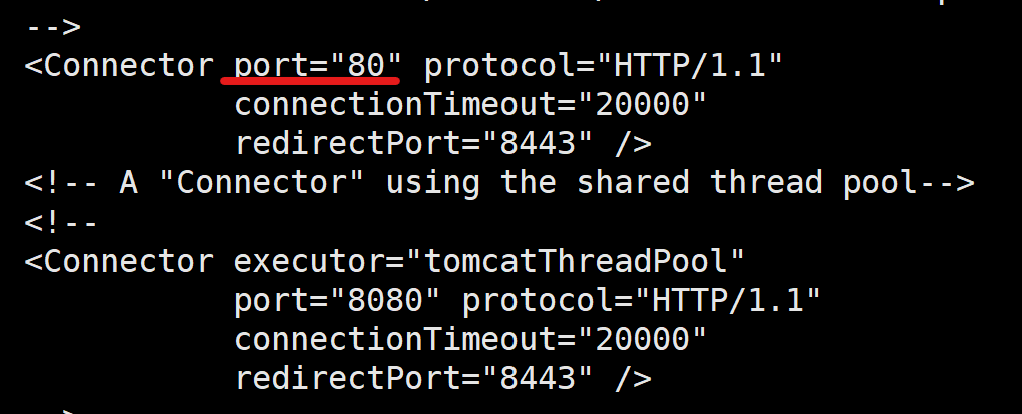 -->
<Connector port="80" protocol="HTTP/1.1"
connectionTimeout="20000"
redirectPort="8443" />
<!-- A "Connector" using the shared thread pool-->
<!--
<Connector executor="tomcatThreadPool"
port="8080" protocol="HTTP/1.1"
connectionTimeout="20000"
redirectPort="8443" />